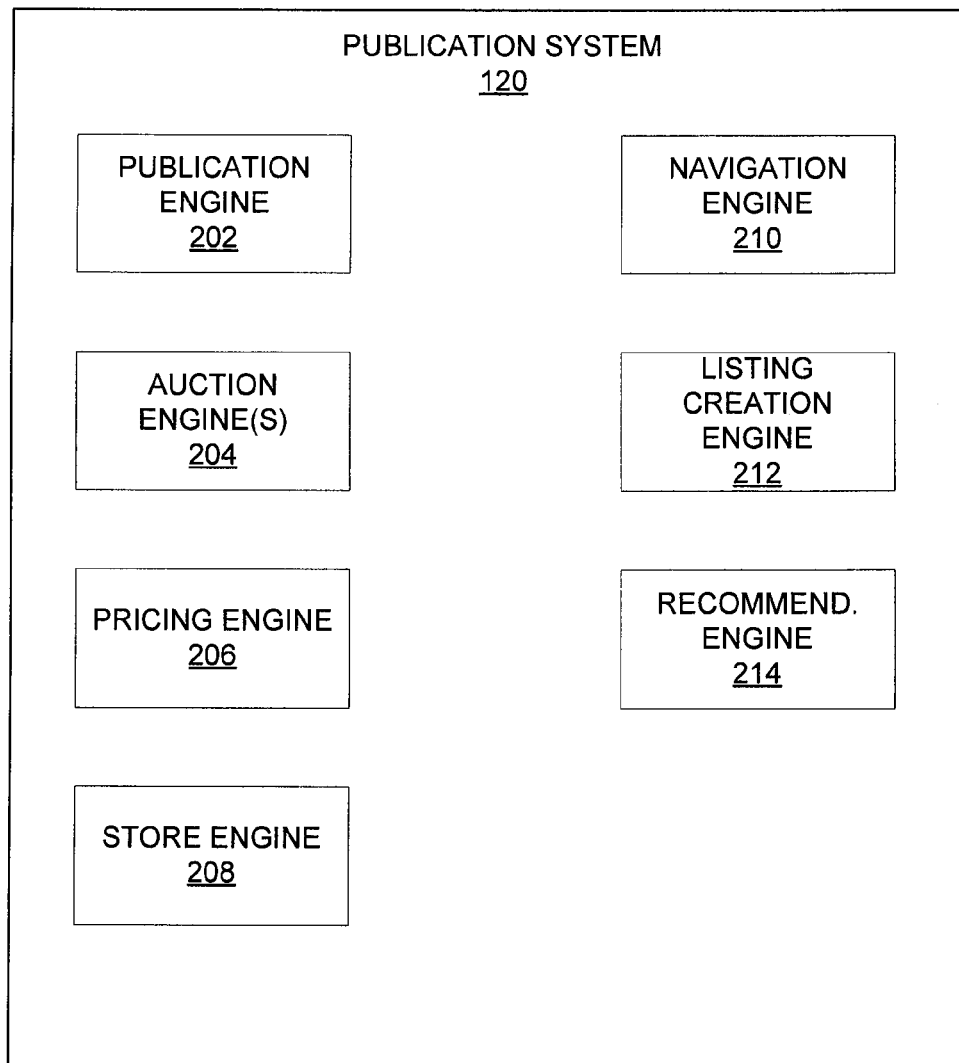 PUBLICATION SYSTEM
120
PUBLICATION
ENGINE
202
NAVIGATION
ENGINE
210
AUCTION
ENGINE(S)
204
LISTING
CREATION
ENGINE
212
PRICING ENGINE
206
RECOMMEND.
ENGINE
214
STORE ENGINE
208